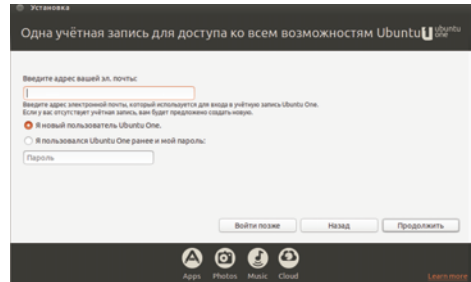 Установка
Одна учётная запись для доступа ко всем возможностям Ubuntu
ubuntu one
Введите адрес вашей эл. почты:
Введите адрес электронной почты, который используется для входа в учётную запись Ubuntu One.
Если у вас отсутствует учётная запись, вам будет предложено создать новую.
Я новый пользователь Ubuntu One.
Я пользовался Ubuntu One ранее и мой пароль:
Пароль
Войти позже Назад Продолжить
Apps Photos Music Cloud
Learn more